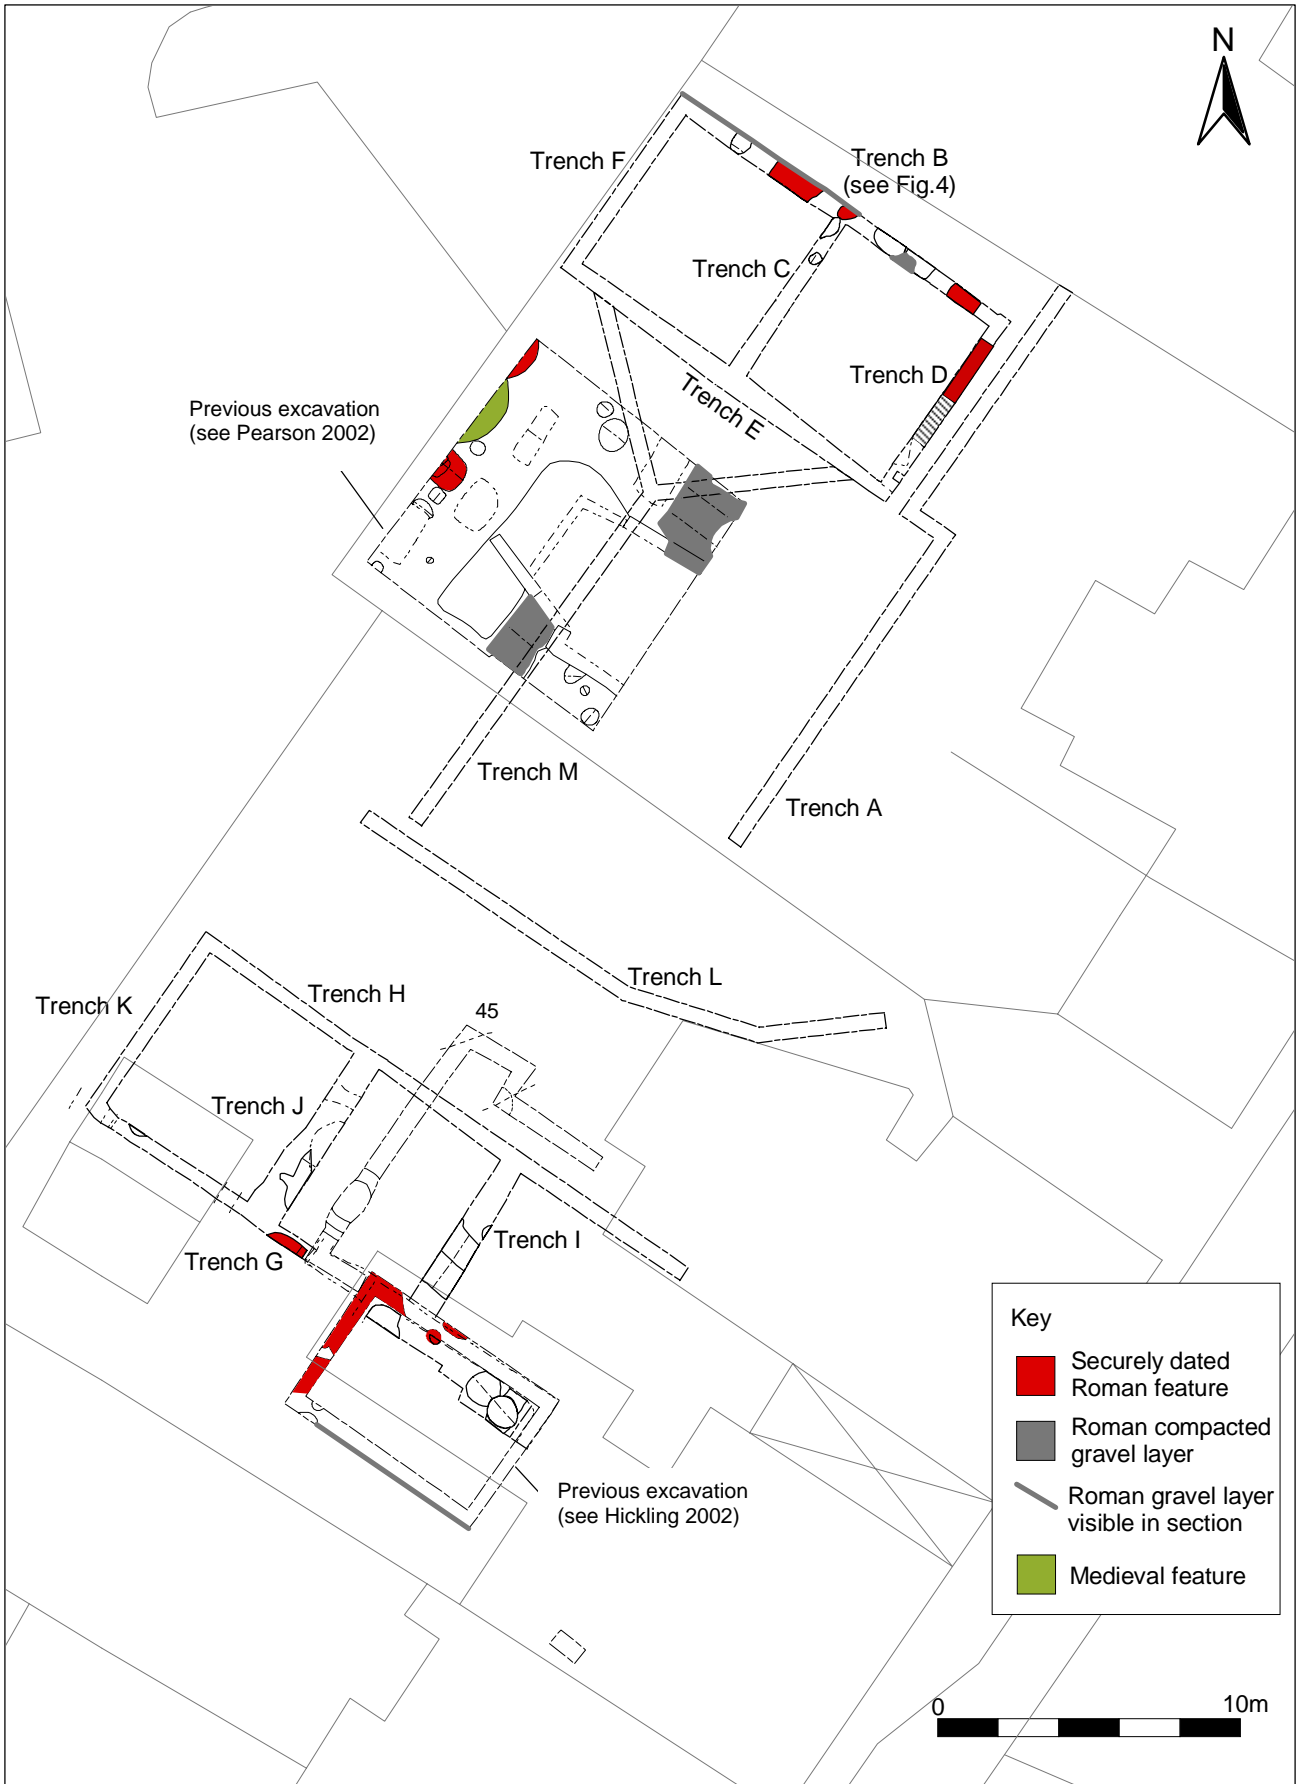 N
Trench F
Trench B
(see Fig.4)
Trench C
Trench D
Trench E
Previous excavation
(see Pearson 2002)
Trench M
Trench A
Trench L
Trench H
Trench K
45
Trench J
Trench I
Trench G
Previous excavation
(see Hickling 2002)
Key
Securely dated
Roman feature
Roman compacted
gravel layer
Roman gravel layer
visible in section
Medieval feature
0
10m